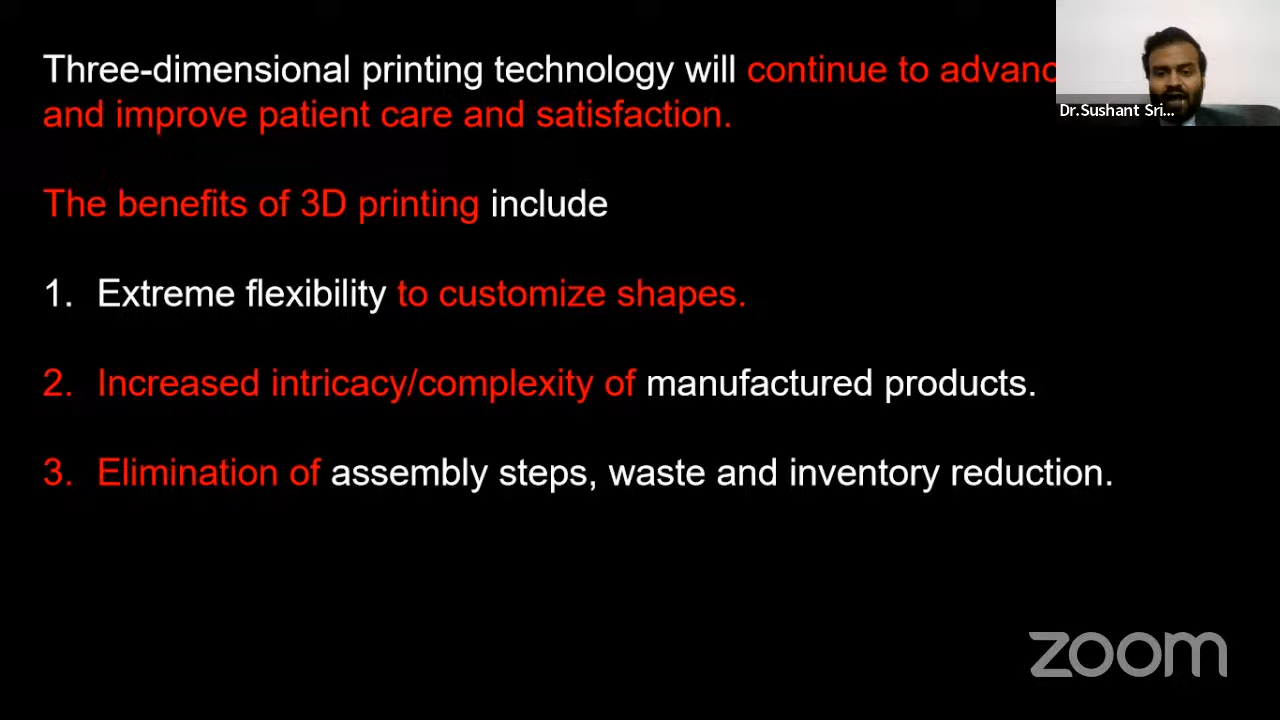 Three-dimensional printing technology will continue to advanc
and improve patient care and satisfaction.
The benefits of 3D printing include
1. Extreme flexibility to customize shapes.
2. Increased intricacy/complexity of manufactured products.
3. Elimination of assembly steps, waste and inventory reduction.
Dr.Sushant Sri...
zoom